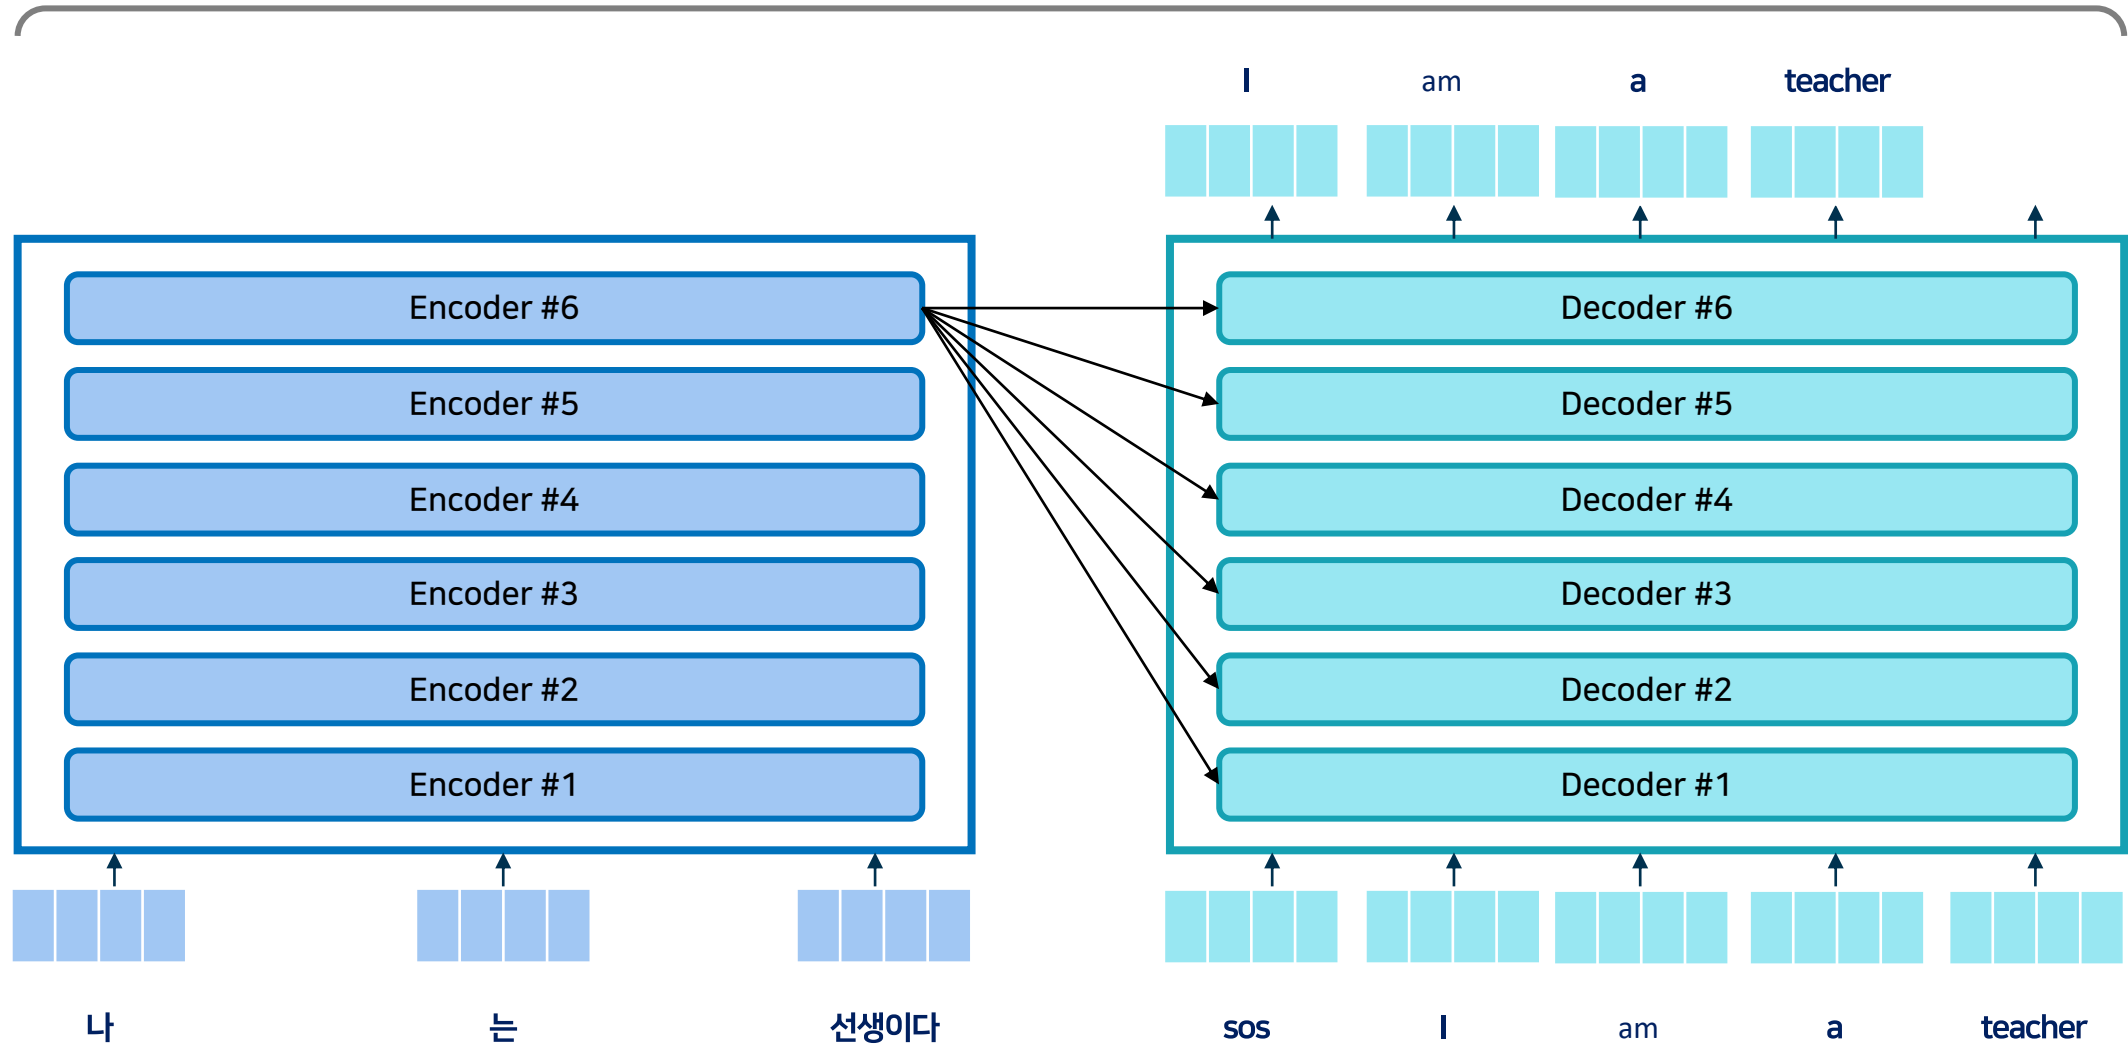 I am a teacher
Encoder #6
Encoder #5
Encoder #4
Encoder #3
Encoder #2
Encoder #1
Decoder #6
Decoder #5
Decoder #4
Decoder #3
Decoder #2
Decoder #1
나 는 선생이다
sos I am a teacher